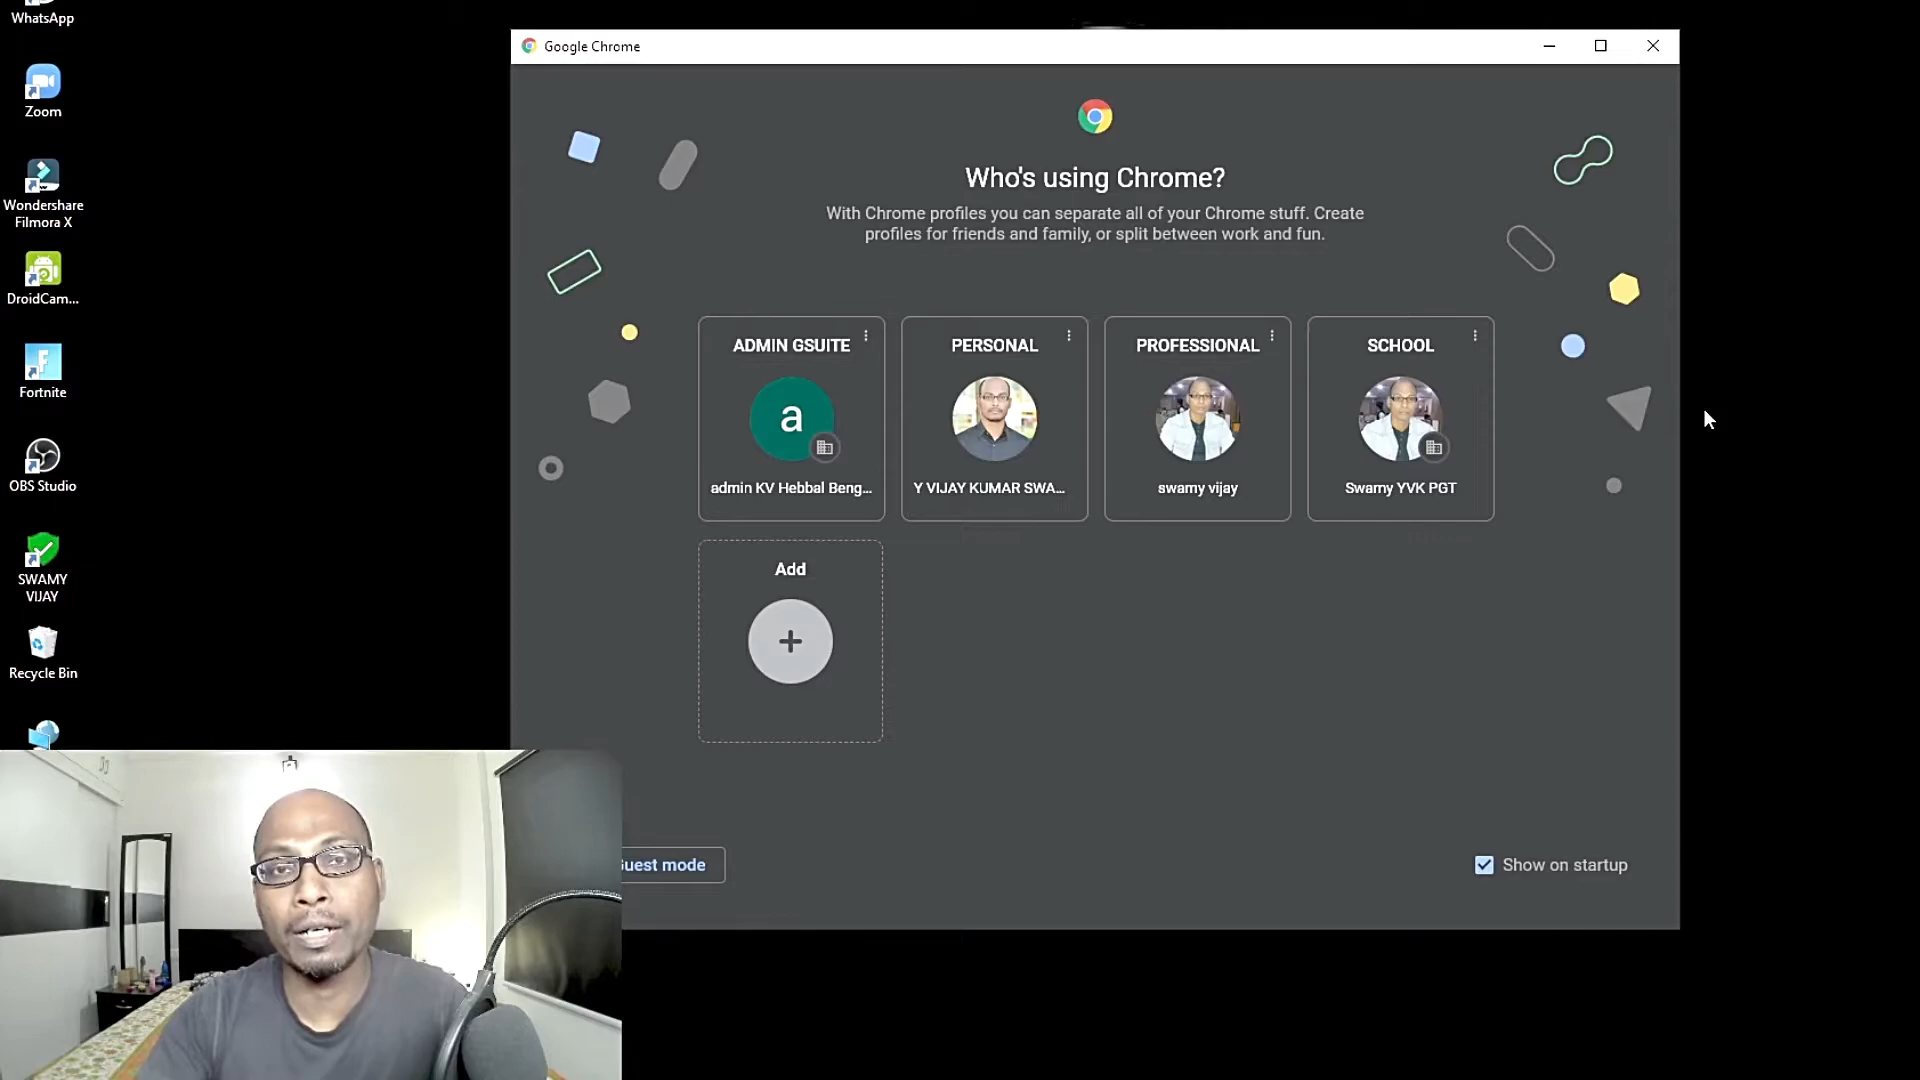 WhatsApp
Zoom
Wondershare
Filmora X
DroidCam...
Fortnite
OBS Studio
SWAMY
VIJAY
Recycle Bin
Google Chrome
Who's using Chrome?
With Chrome profiles you can separate all of your Chrome stuff. Create
profiles for friends and family, or split between work and fun.
ADMIN GSUITE
a
admin KV Hebbal Beng...
PERSONAL
Y VIJAY KUMAR SWA...
PROFESSIONAL
swamy vijay
SCHOOL
Swamy YVK PGT
Add
Guest mode
Show on startup